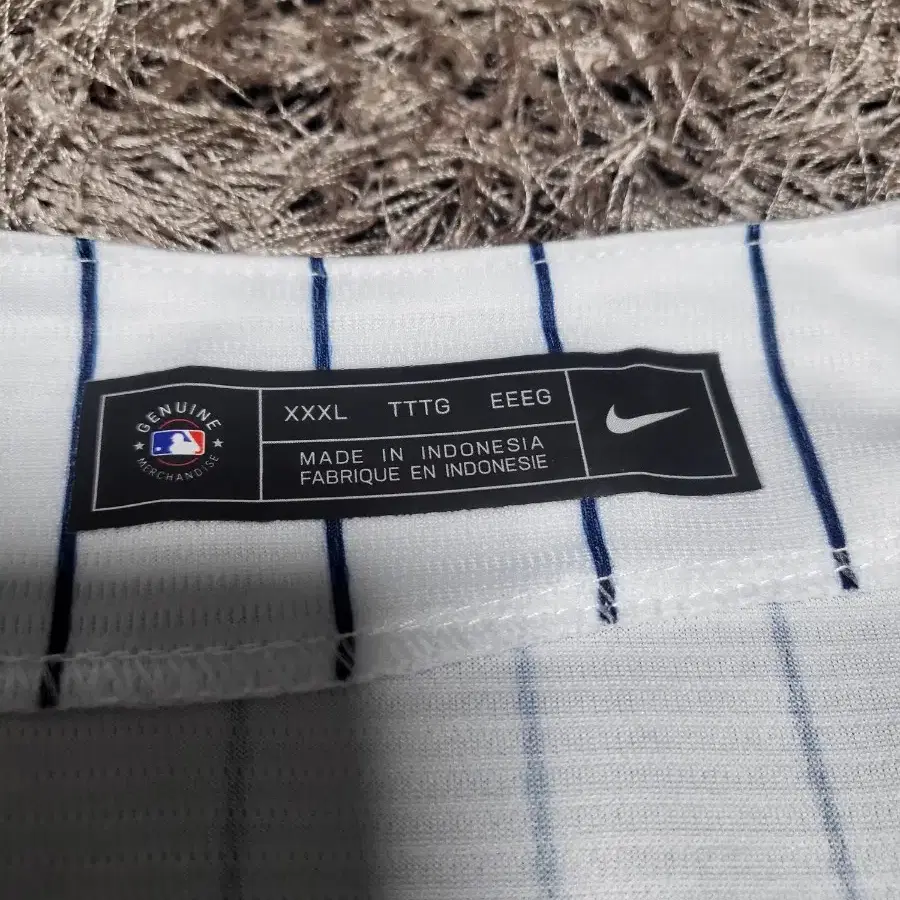 GENUINE
MERCHANDISE
XXXL TTTG EEEG
MADE IN INDONESIA
FABRIQUE EN INDONESIE